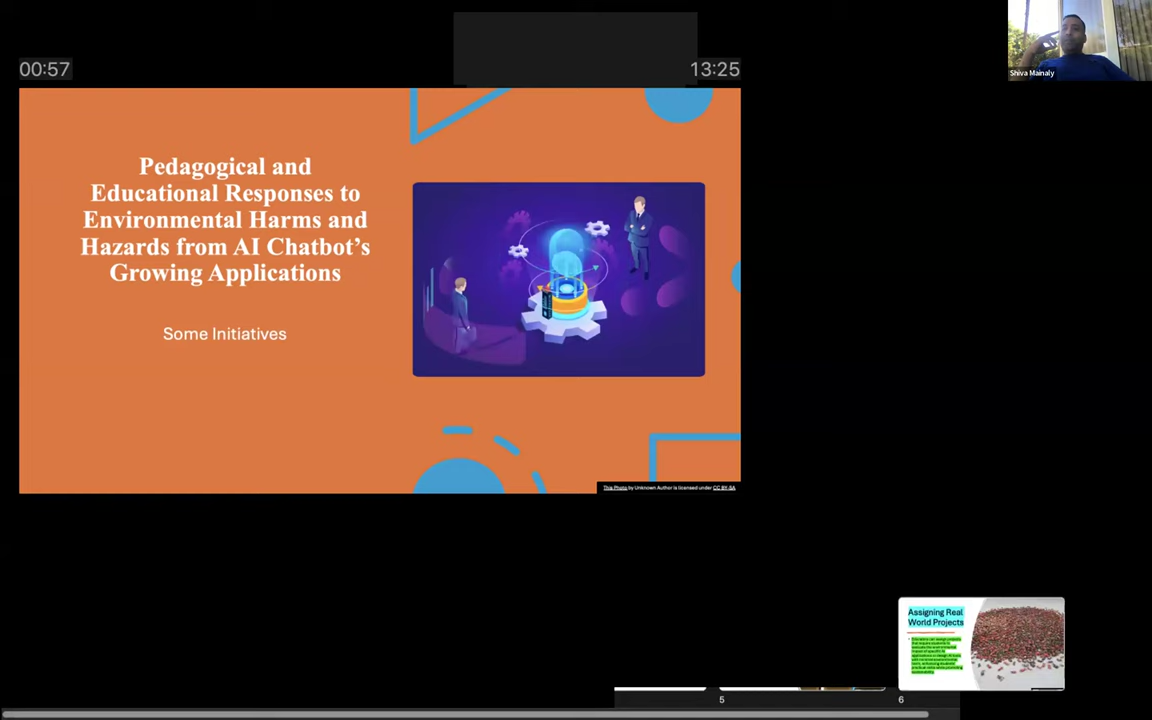 Shiva Mainaly
00:57
13:25
Pedagogical and
Educational Responses to
Environmental Harms and
Hazards from AI Chatbot’s
Growing Applications
Some Initiatives
This Photo by Unknown Author is licensed under CC BY-SA
Assigning Real
World Projects
5
6